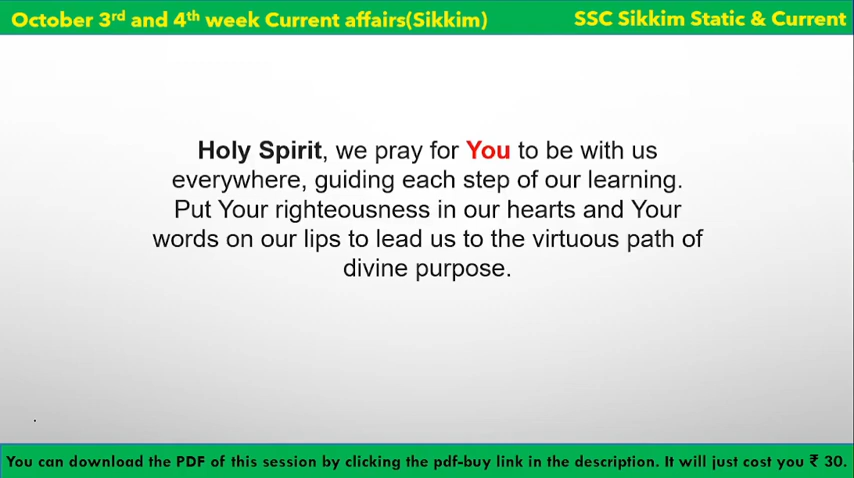 October 3rd and 4th week Current affairs(Sikkim)
SSC Sikkim Static & Current
Holy Spirit, we pray for You to be with us
everywhere, guiding each step of our learning.
Put Your righteousness in our hearts and Your
words on our lips to lead us to the virtuous path of
divine purpose.
You can download the PDF of this session by clicking the pdf-buy link in the description. It will just cost you ₹ 30.